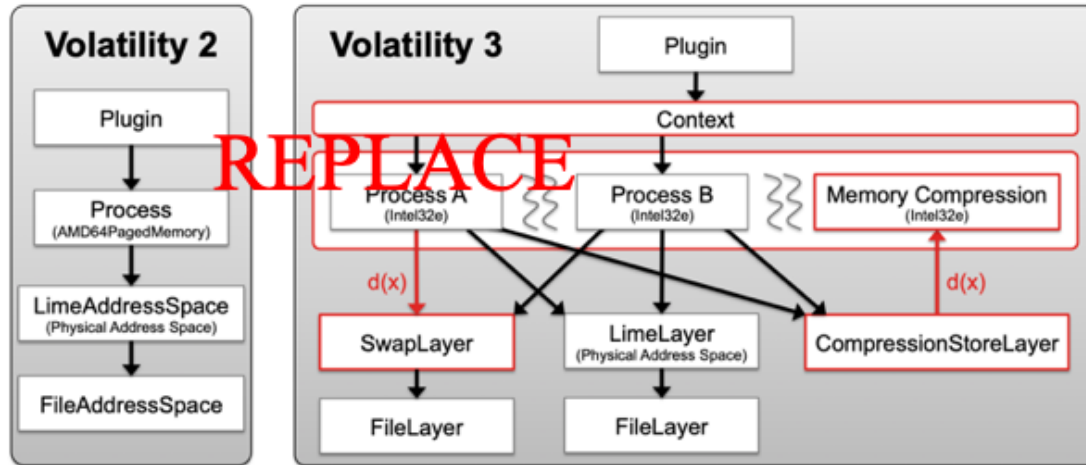 Volatility 2
Plugin
Process
(AMD64PagedMemory)
LimeAddressSpace
(Physical Address Space)
FileAddressSpace
Volatility 3
Plugin
Context
REPLACE
Process A
(Intel32e)
Process B
(Intel32e)
Memory Compression
(Intel32e)
d(x)
d(x)
SwapLayer
LimeLayer
(Physical Address Space)
CompressionStoreLayer
FileLayer
FileLayer